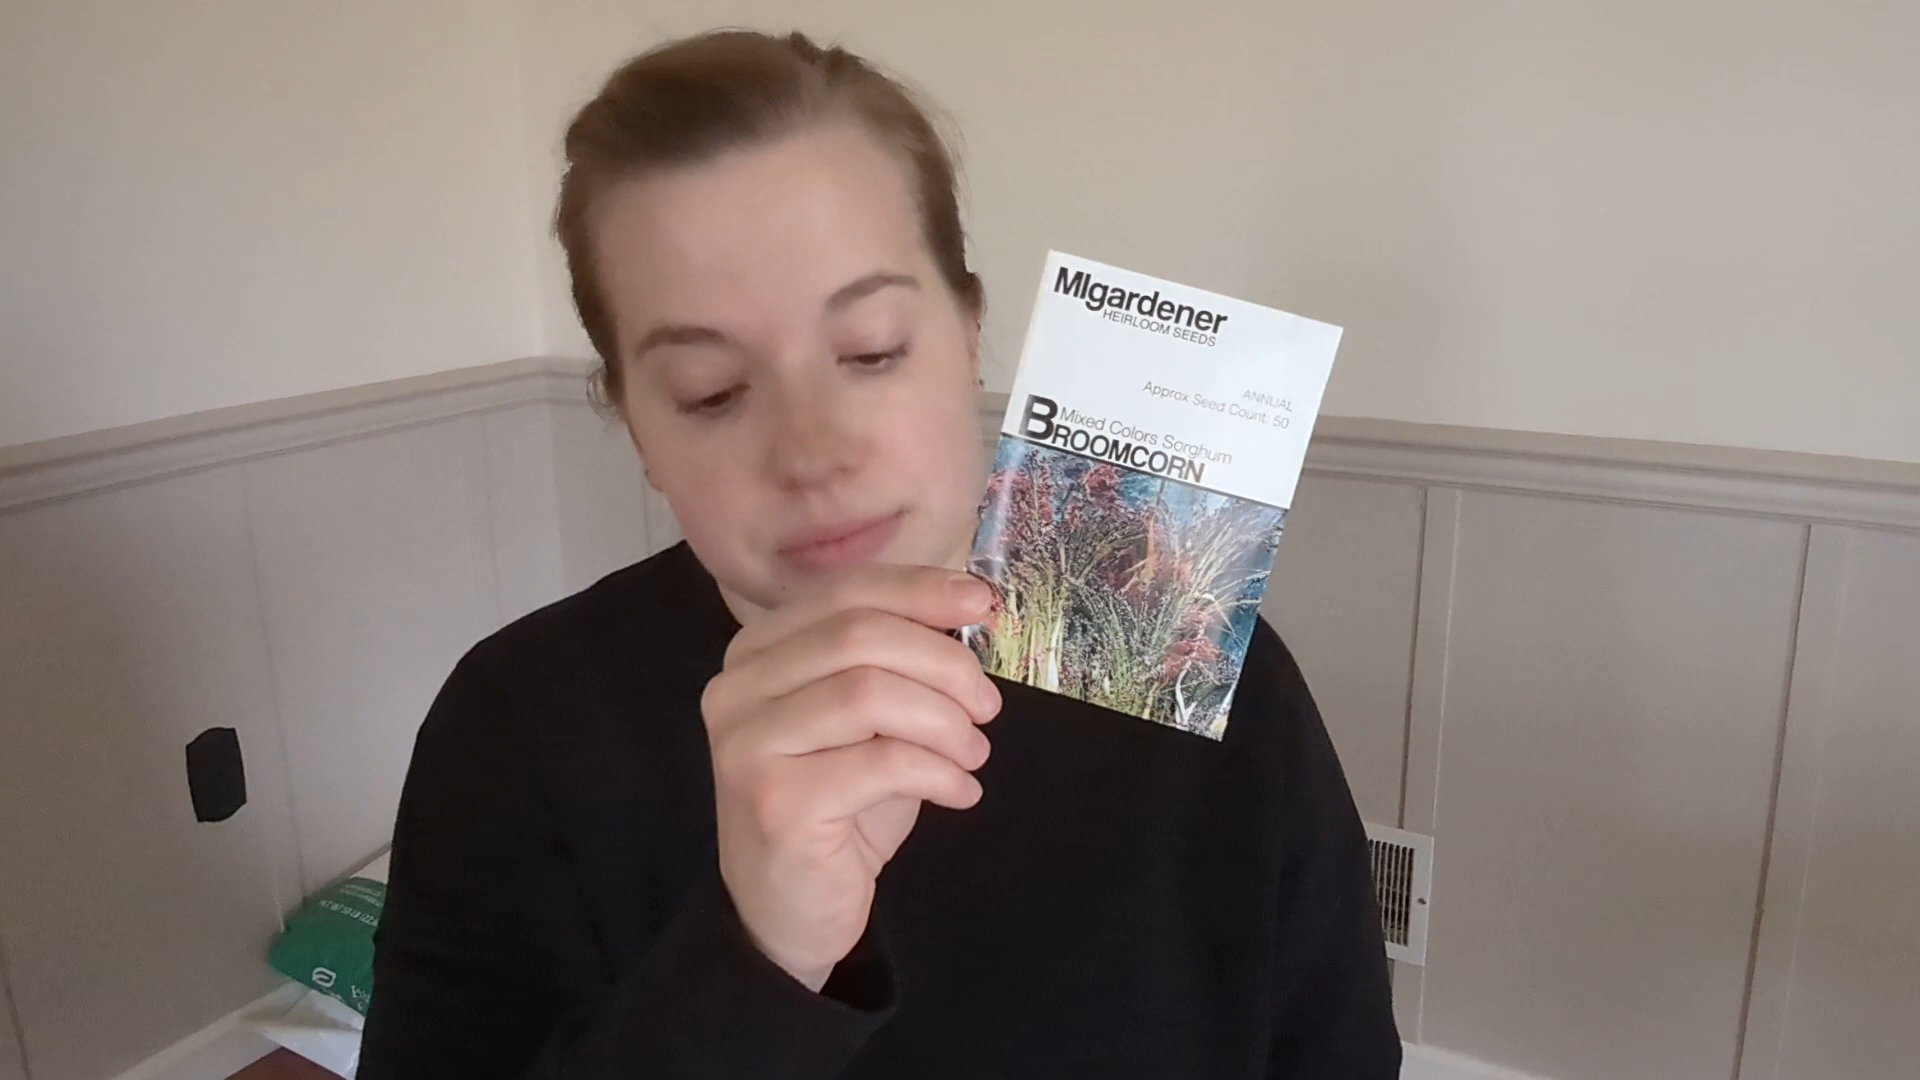 MIgardener
HEIRLOOM SEEDS
ANNUAL
Approx Seed Count: 50
Mixed Colors Sorghum
BROOMCORN